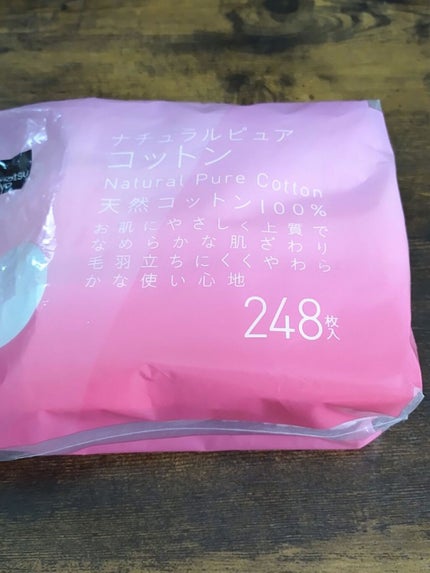 ナチュラルピュア
コットン
Natural Pure Cotton
天然コットン100%
お肌にやさしく上質で
なめらかな肌ざわり
毛羽立ちにくくやわら
かな使い心地
248枚入